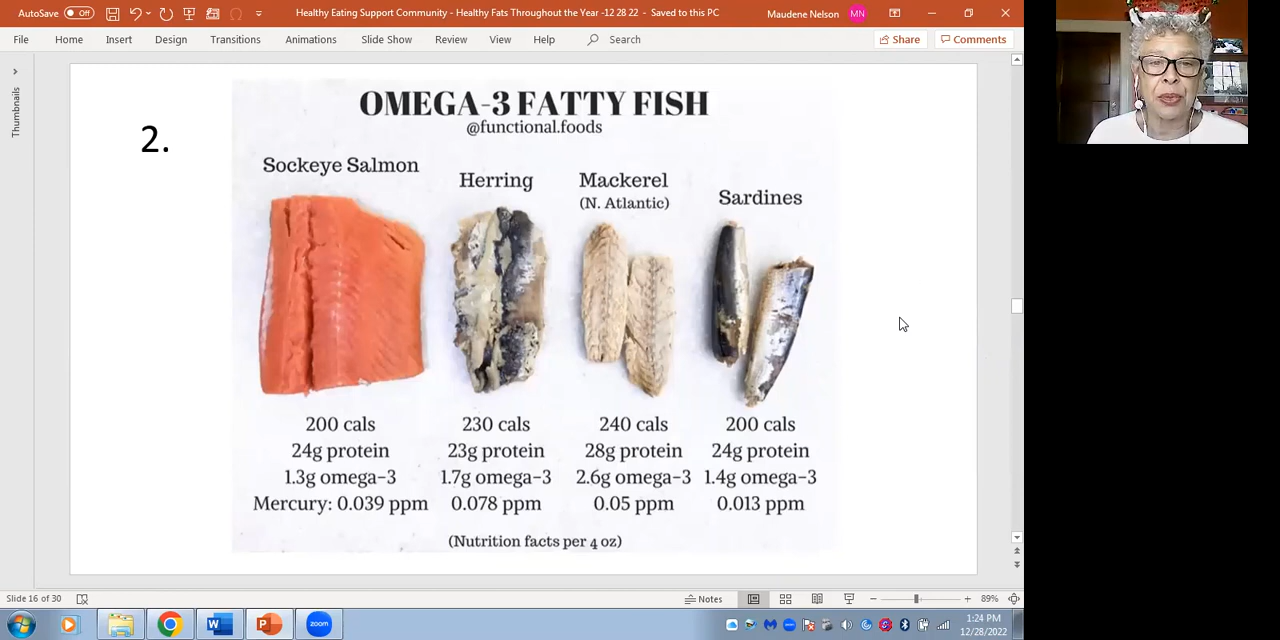 AutoSave Off
Healthy Eating Support Community - Healthy Fats Throughout the Year -12 28 22 - Saved to this PC
Maudene Nelson MN
File Home Insert Design Transitions Animations Slide Show Review View Help Search Share Comments
Thumbnails
2.
OMEGA-3 FATTY FISH
@functional.foods
Sockeye Salmon
Herring
Mackerel
(N. Atlantic)
Sardines
200 cals 230 cals 240 cals 200 cals
24g protein 23g protein 28g protein 24g protein
1.3g omega-3 1.7g omega-3 2.6g omega-3 1.4g omega-3
Mercury: 0.039 ppm 0.078 ppm 0.05 ppm 0.013 ppm
(Nutrition facts per 4 oz)
Slide 16 of 30 Notes 89%
zoom
1:24 PM
12/28/2022